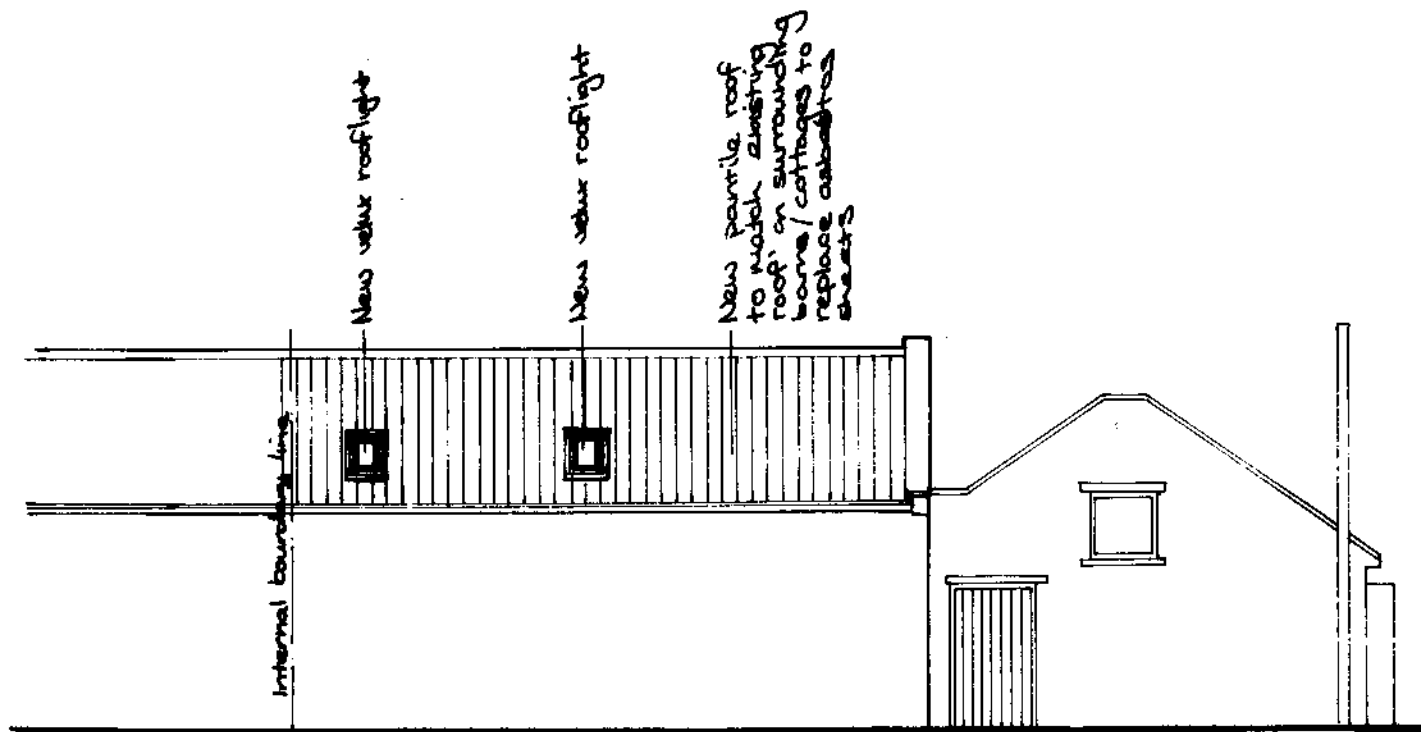 New velux rooflight
New velux rooflight
New pantile roof
to match existing
roof' on surrounding
barns/cottages to
replace asbestos
sheets
Internal boundary line